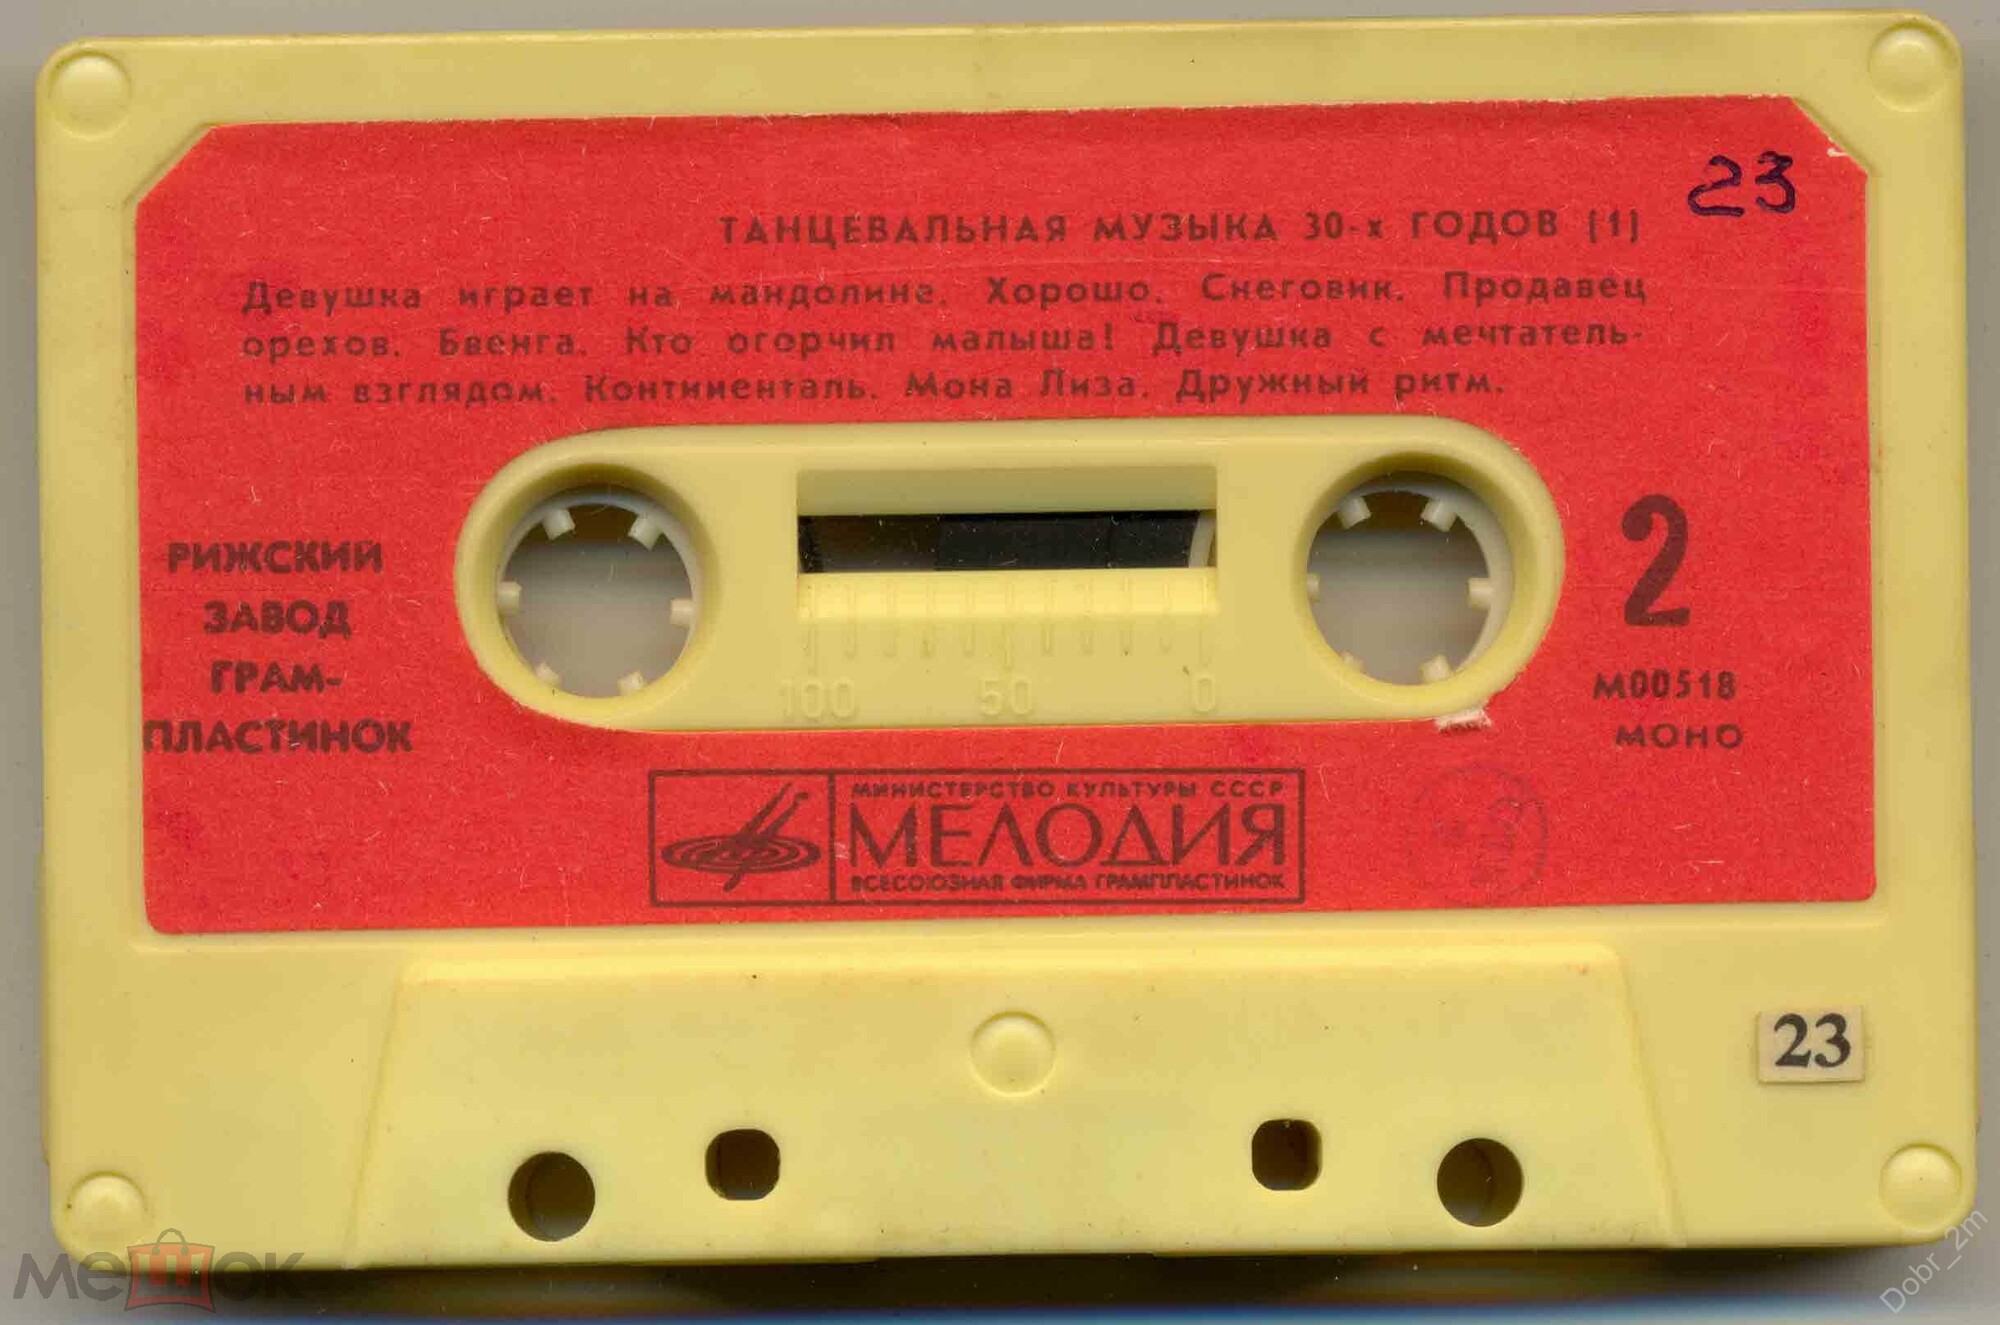 23
ТАНЦЕВАЛЬНАЯ МУЗЫКА 30-х ГОДОВ (1)
Девушка играет на мандолине. Хорошо. Снеговик. Продавец
орехов. Бвенга. Кто огорчил малыша! Девушка с мечтатель-
ным взглядом. Континенталь. Мона Лиза. Дружный ритм.
РИЖСКИЙ
ЗАВОД
ГРАМ-
ПЛАСТИНОК
2
М00518
МОНО
100 50 0
МИНИСТЕРСТВО КУЛЬТУРЫ СССР
МЕЛОДИЯ
ВСЕСОЮЗНАЯ ФИРМА ГРАМПЛАСТИНОК
23
мешок
Dobr_2m